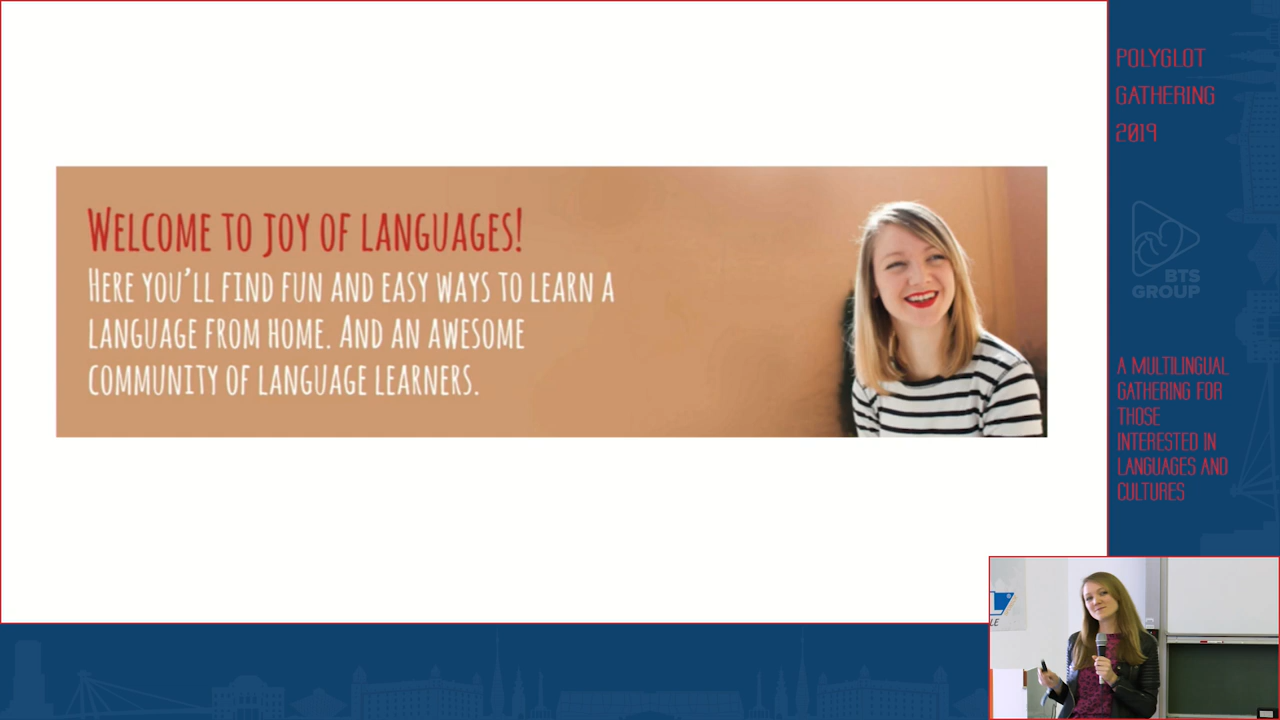 WELCOME TO JOY OF LANGUAGES!
HERE YOU'LL FIND FUN AND EASY WAYS TO LEARN A
LANGUAGE FROM HOME. AND AN AWESOME
COMMUNITY OF LANGUAGE LEARNERS.
POLYGLOT
GATHERING
2019
BTS
GROUP
A MULTILINGUAL
GATHERING FOR
THOSE
INTERESTED IN
LANGUAGES AND
CULTURES
LE